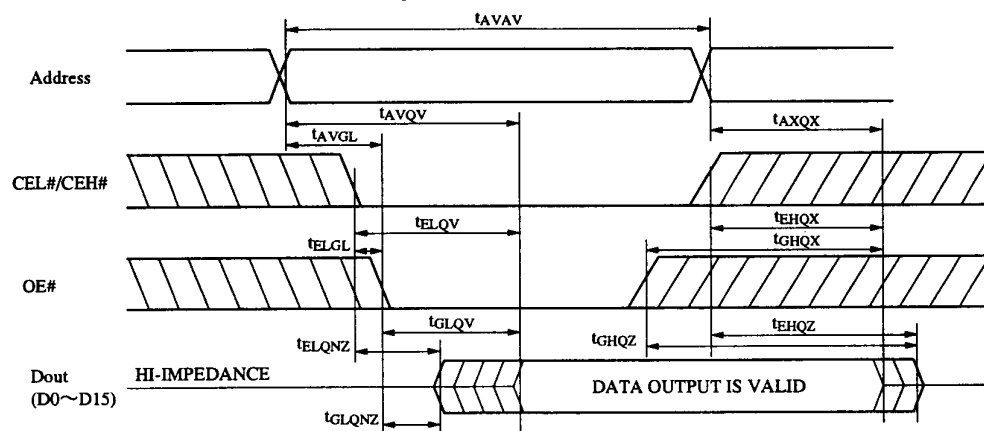 tAVAV
Address
tAVQV
tAVGL
tAXQX
CEL#/CEH#
tELQV
tEHQX
tELGL
tGHQX
OE#
tGLQV
tEHQZ
tELQNZ
tGHQZ
Dout
(D0～D15)
HI-IMPEDANCE
DATA OUTPUT IS VALID
tGLQNZ